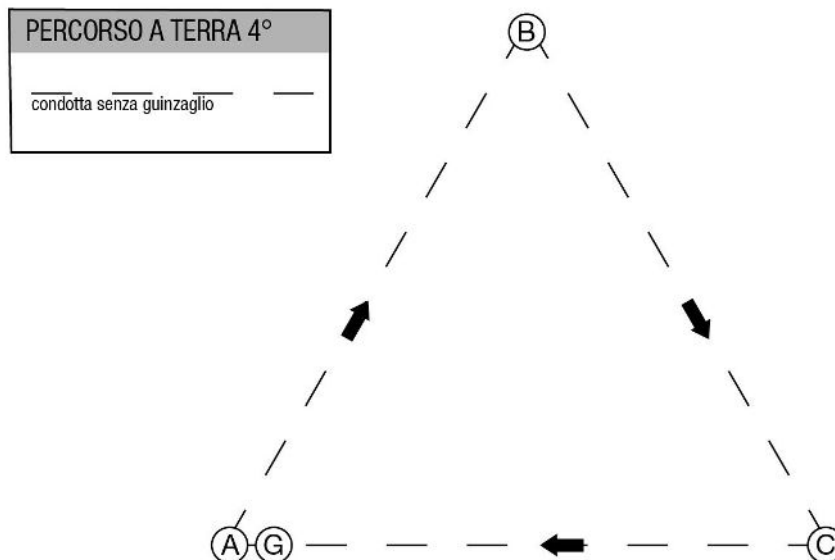 PERCORSO A TERRA 4°
condotta senza guinzaglio
B
A G
C